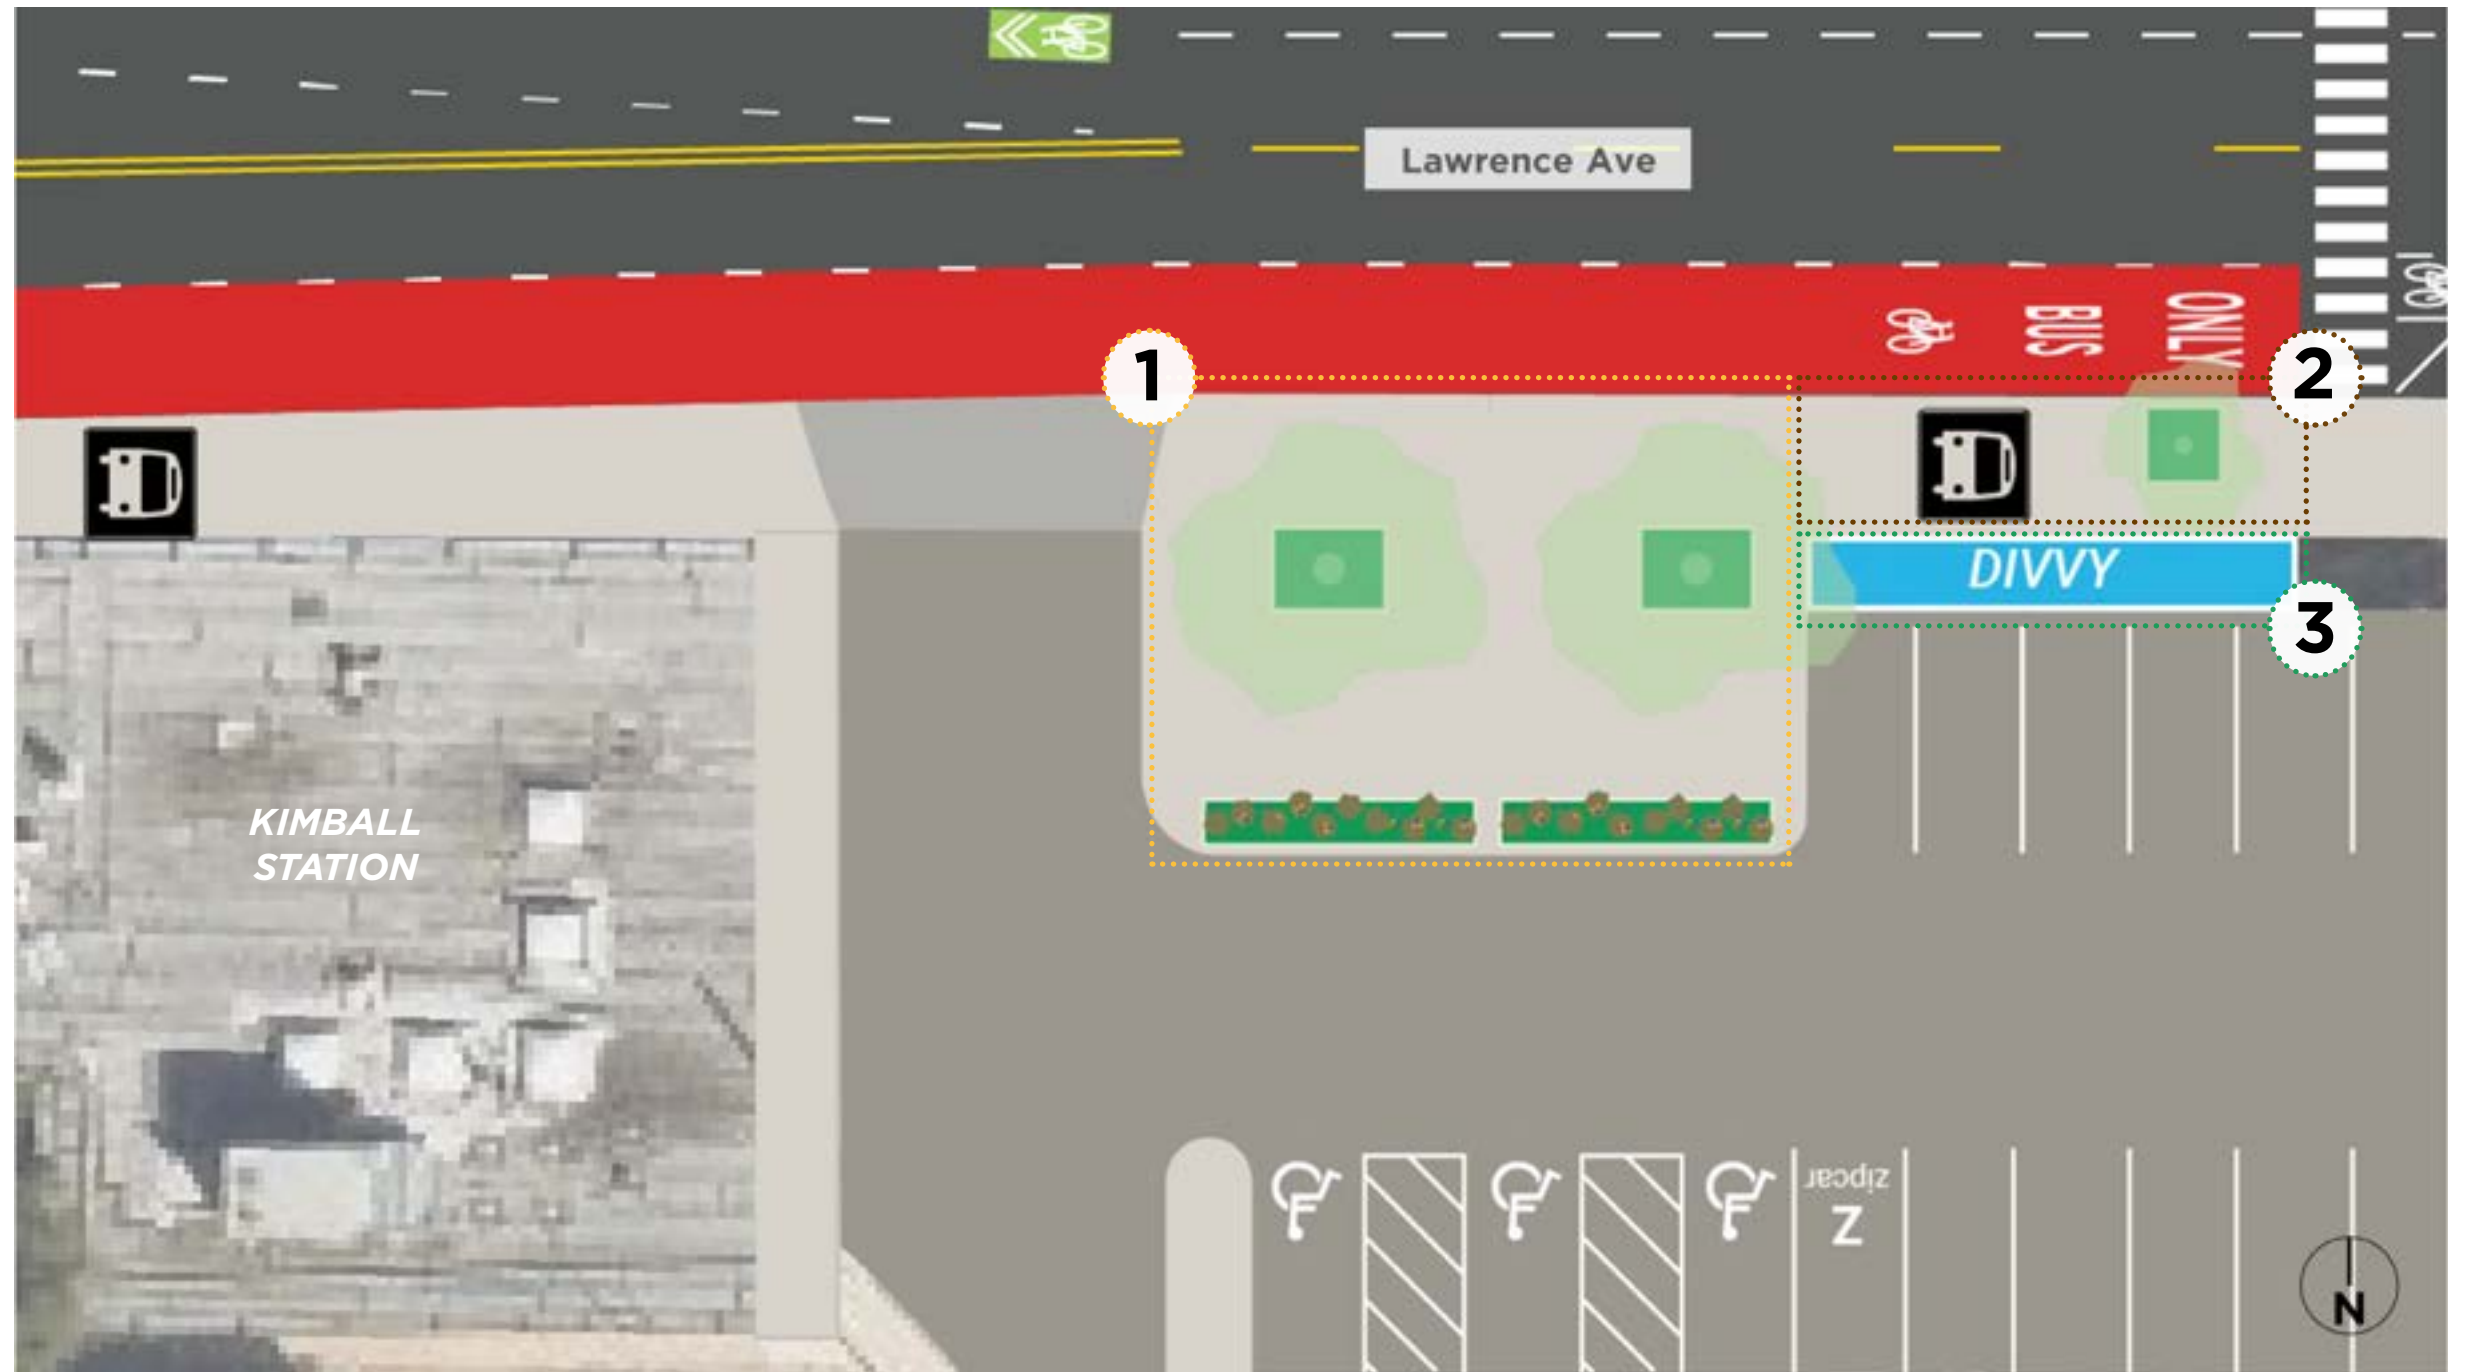 Lawrence Ave
BUS
ONLY
1
2
DIVVY
3
KIMBALL
STATION
zipcar
Z
N